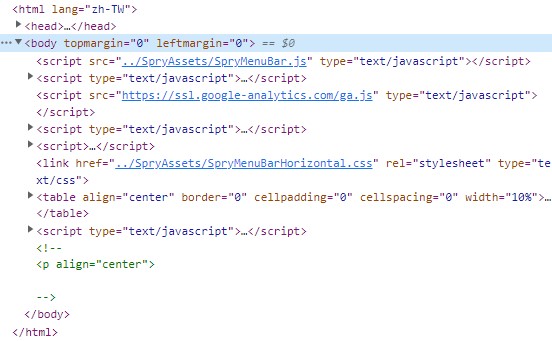 <html lang="zh-TW">
<head>…</head>
<body topmargin="0" leftmargin="0"> == $0
<script src="../SpryAssets/SpryMenuBar.js" type="text/javascript"></script>
<script type="text/javascript">…</script>
<script src="https://ssl.google-analytics.com/ga.js" type="text/javascript">
</script>
<script type="text/javascript">…</script>
<script>…</script>
<link href="../SpryAssets/SpryMenuBarHorizontal.css" rel="stylesheet" type="te
xt/css">
<table align="center" border="0" cellpadding="0" cellspacing="0" width="10%">…
</table>
<script type="text/javascript">…</script>
<!--
<p align="center">
-->
</body>
</html>